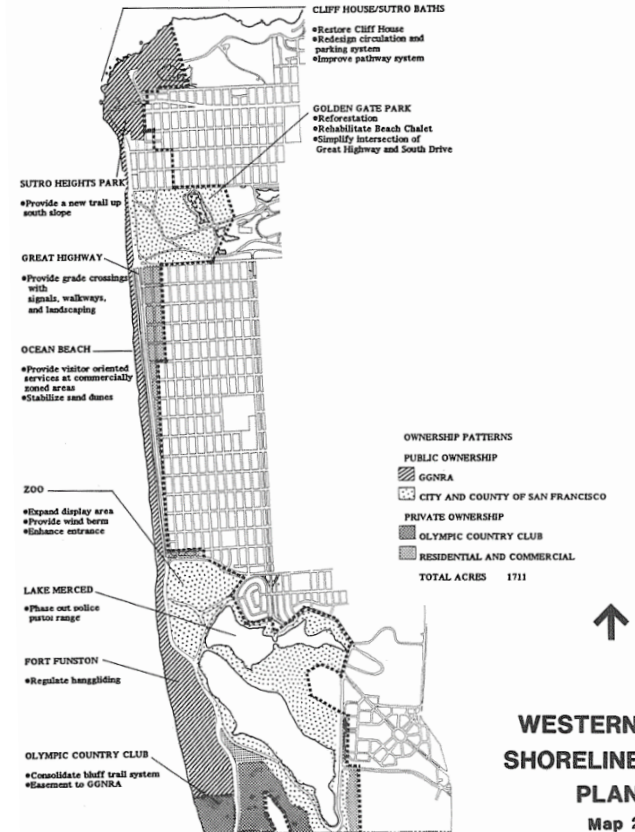 CLIFF HOUSE/SUTRO BATHS
•Restore Cliff House
•Redesign circulation and
parking system
•Improve pathway system
GOLDEN GATE PARK
•Reforestation
•Rehabilitate Beach Chalet
•Simplify intersection of
Great Highway and South Drive
SUTRO HEIGHTS PARK
•Provide a new trail up
south slope
GREAT HIGHWAY
•Provide grade crossings
with
signals, walkways,
and landscaping
OCEAN BEACH
•Provide visitor oriented
services at commercially
zoned areas
•Stabilize sand dunes
OWNERSHIP PATTERNS
PUBLIC OWNERSHIP
GGNRA
CITY AND COUNTY OF SAN FRANCISCO
PRIVATE OWNERSHIP
OLYMPIC COUNTRY CLUB
RESIDENTIAL AND COMMERCIAL
TOTAL ACRES 1711
ZOO
•Expand display area
•Provide wind berm
•Enhance entrance
LAKE MERCED
•Phase out police
pistol range
FORT FUNSTON
•Regulate hanggliding
OLYMPIC COUNTRY CLUB
•Consolidate bluff trail system
•Easement to GGNRA
WESTERN
SHORELINE
PLAN
Map 2